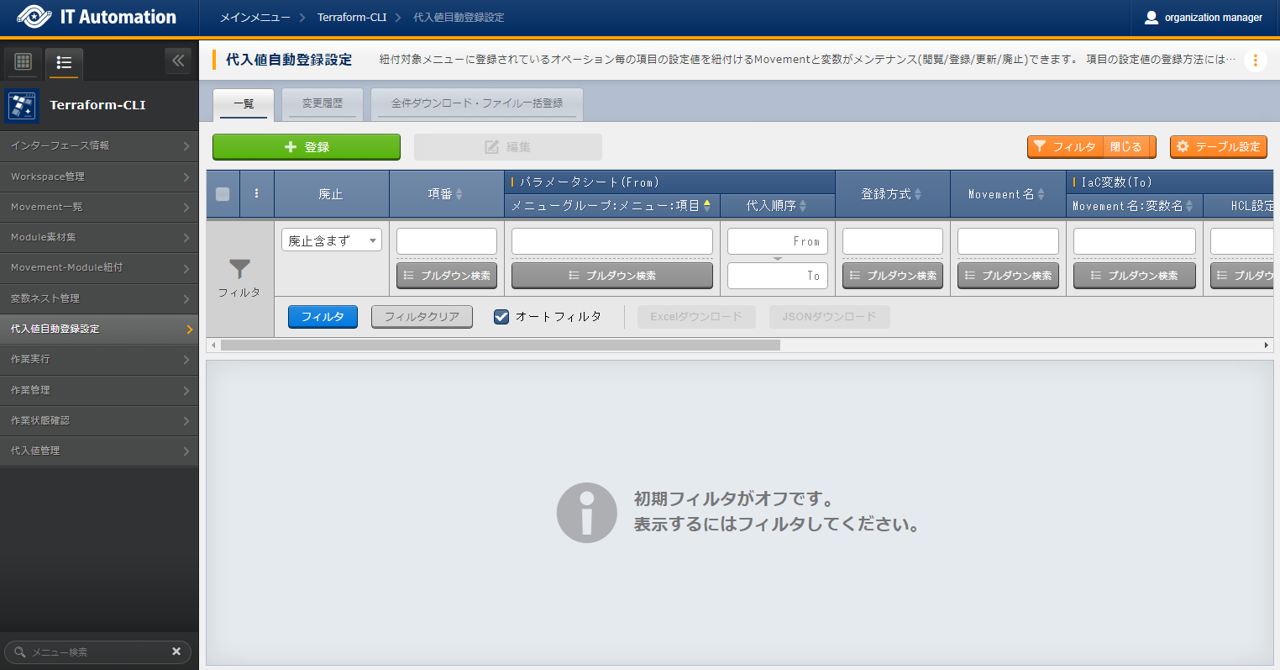 IT Automation
メインメニュー
Terraform-CLI
代入値自動登録設定
organization manager
Terraform-CLI
インターフェース情報
Workspace管理
Movement一覧
Module素材集
Movement-Module紐付
変数ネスト管理
代入値自動登録設定
作業実行
作業管理
作業状態確認
代入値管理
メニュー検索
代入値自動登録設定
紐付対象メニューに登録されているオペーション毎の項目の設定値を紐付けるMovementと変数がメンテナンス(閲覧/登録/更新/廃止)できます。 項目の設定値の登録方法には…
一覧
変更履歴
全件ダウンロード・ファイル一括登録
登録
編集
フィルタ
閉じる
テーブル設定
廃止
項番
パラメータシート(From)
メニューグループ:メニュー:項目
代入順序
登録方式
Movement名
IaC変数(To)
Movement名:変数名
HCL設定
フィルタ
廃止含まず
From
To
プルダウン検索
プルダウン検索
プルダウン検索
プルダウン検索
プルダウン検索
プルダウ
フィルタ
フィルタクリア
オートフィルタ
Excelダウンロード
JSONダウンロード
初期フィルタがオフです。
表示するにはフィルタしてください。